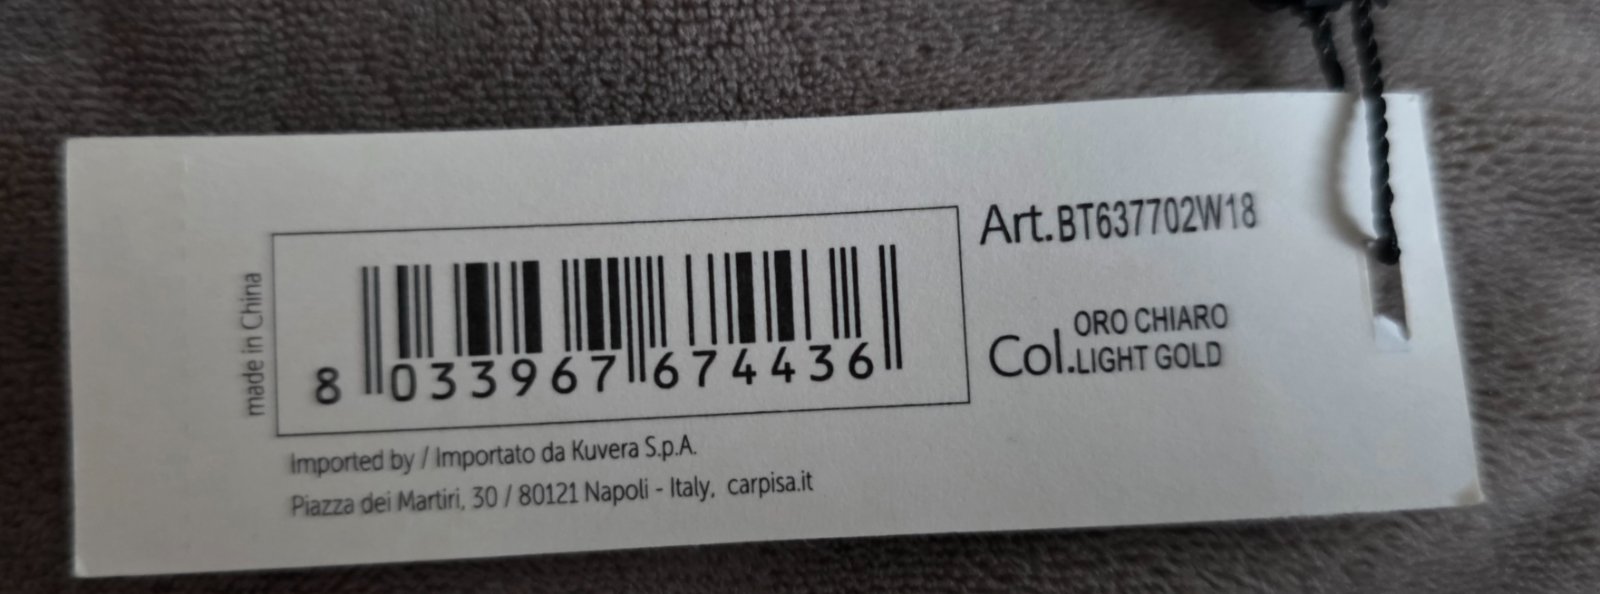 made in China
8 033967 674436
Art.BT637702W18
Col.ORO CHIARO
LIGHT GOLD
Imported by / Importato da Kuvera S.p.A.
Piazza dei Martiri, 30 / 80121 Napoli - Italy, carpisa.it